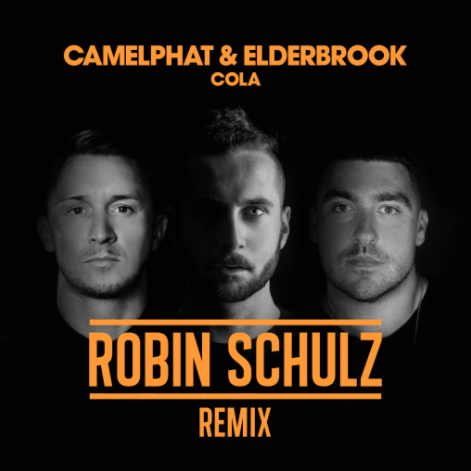 CAMELPHAT & ELDERBROOK
COLA
ROBIN SCHULZ
REMIX